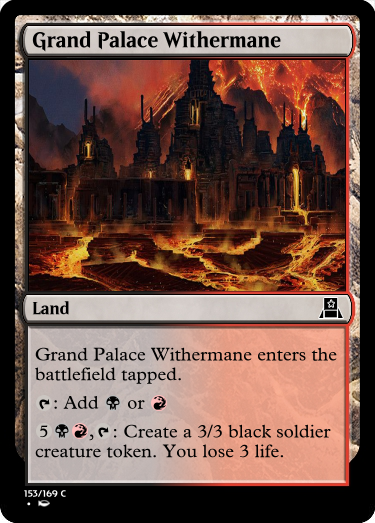 Grand Palace Withermane
Land
Grand Palace Withermane enters the
battlefield tapped.
: Add or
5 , : Create a 3/3 black soldier
creature token. You lose 3 life.
153/169 C